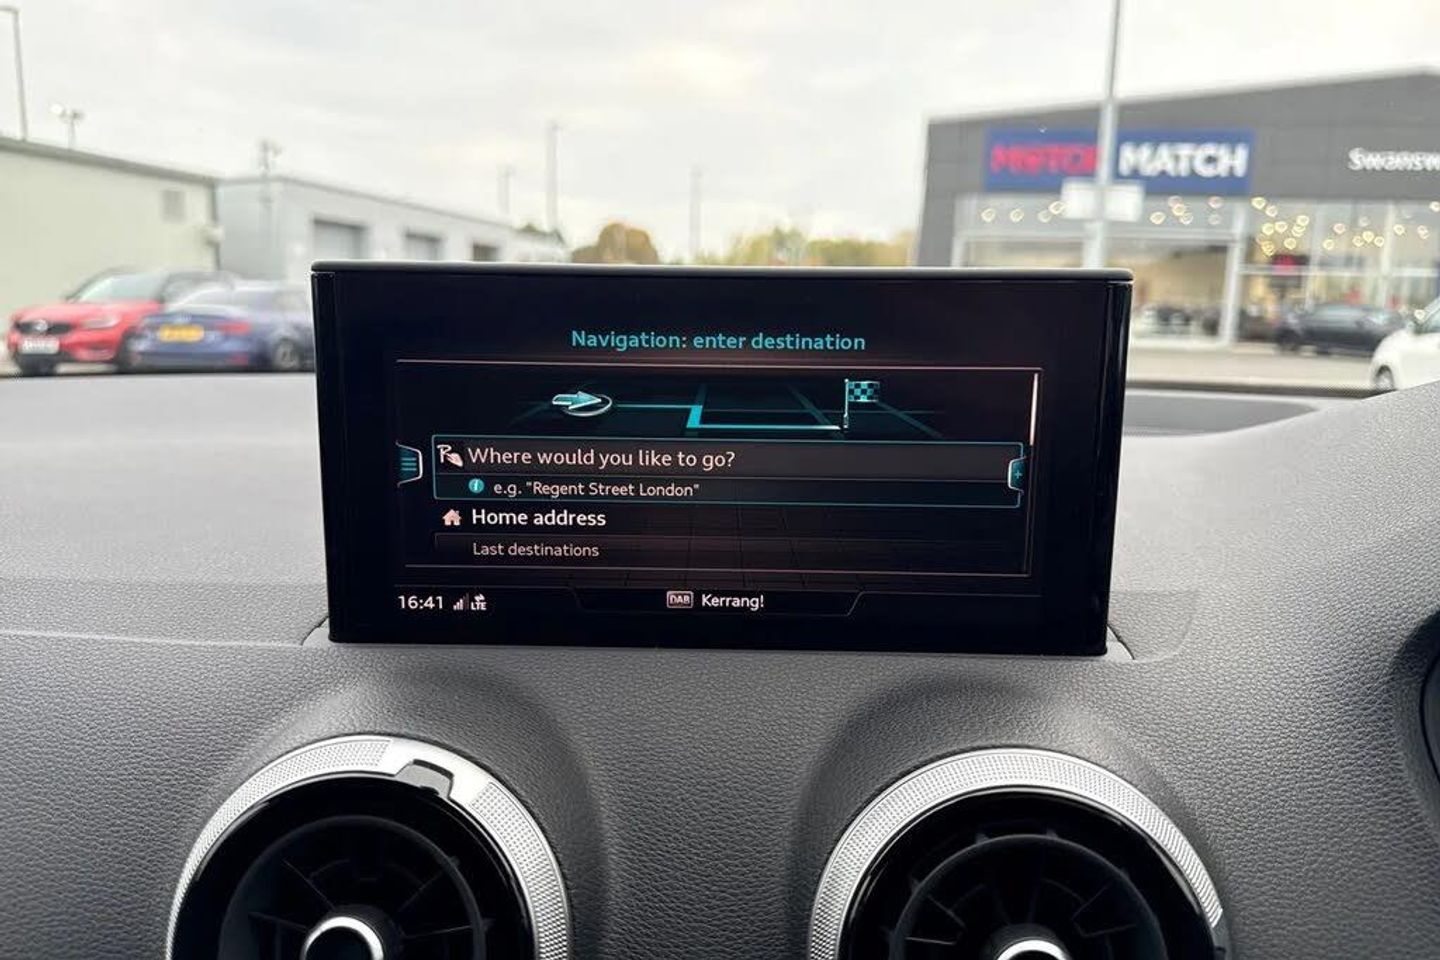 MOTOR MATCH
Navigation: enter destination
Where would you like to go?
e.g. "Regent Street London"
Home address
Last destinations
16:41 LTE
DAB Kerrang!